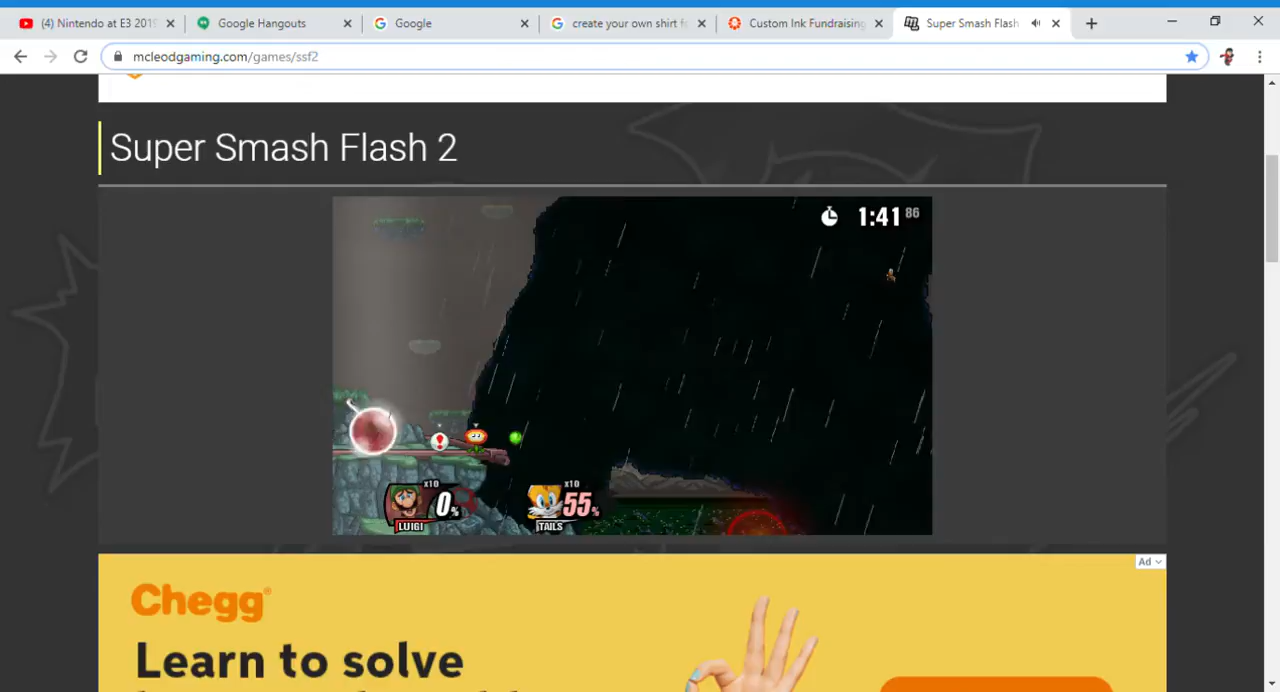 (4) Nintendo at E3 2019
Google Hangouts
Google
create your own shirt fo
Custom Ink Fundraising
Super Smash Flash
mcleodgaming.com/games/ssf2
Super Smash Flash 2
1:41 86
x10
0%
LUIGI
x10
55%
TAILS
Ad
Chegg®
Learn to solve